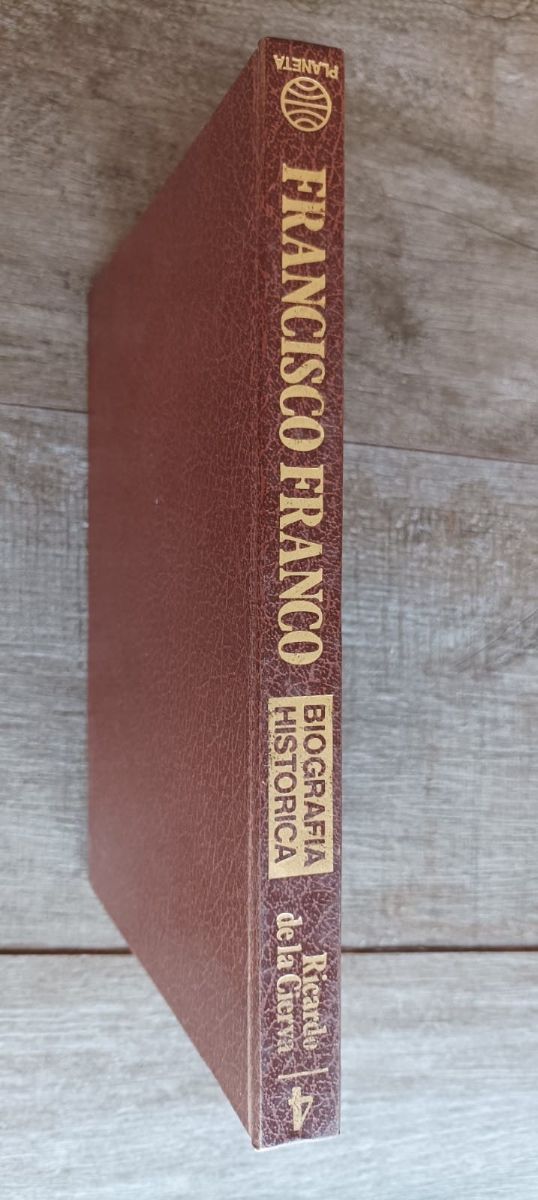 PLANETA
FRANCISCO FRANCO
BIOGRAFIA
HISTORICA
Ricardo
de la Cierva
4